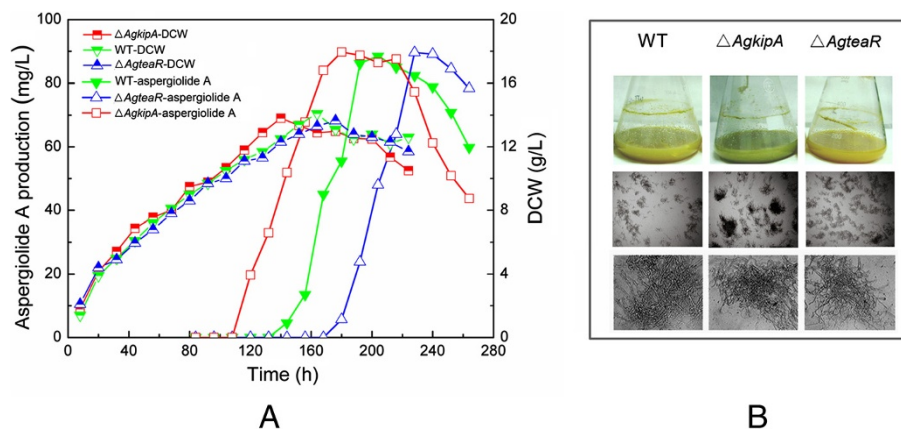 Aspergiolide A production (mg/L)
100
80
60
40
20
0
ΔAgkipA-DCW
WT-DCW
ΔAgteaR-DCW
WT-aspergiolide A
ΔAgteaR-aspergiolide A
ΔAgkipA-aspergiolide A
20
16
12
8
4
0
DCW (g/L)
0 40 80 120 160 200 240 280
Time (h)
A
WT ΔAgkipA ΔAgteaR
B